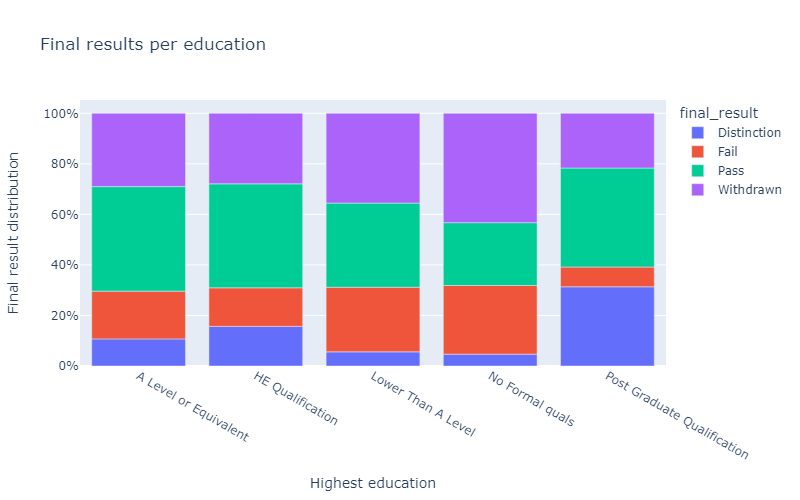 Final results per education
final_result
Distinction
Fail
Pass
Withdrawn
Final result distribution
100%
80%
60%
40%
20%
0%
A Level or Equivalent
HE Qualification
Lower Than A Level
No Formal quals
Post Graduate Qualification
Highest education